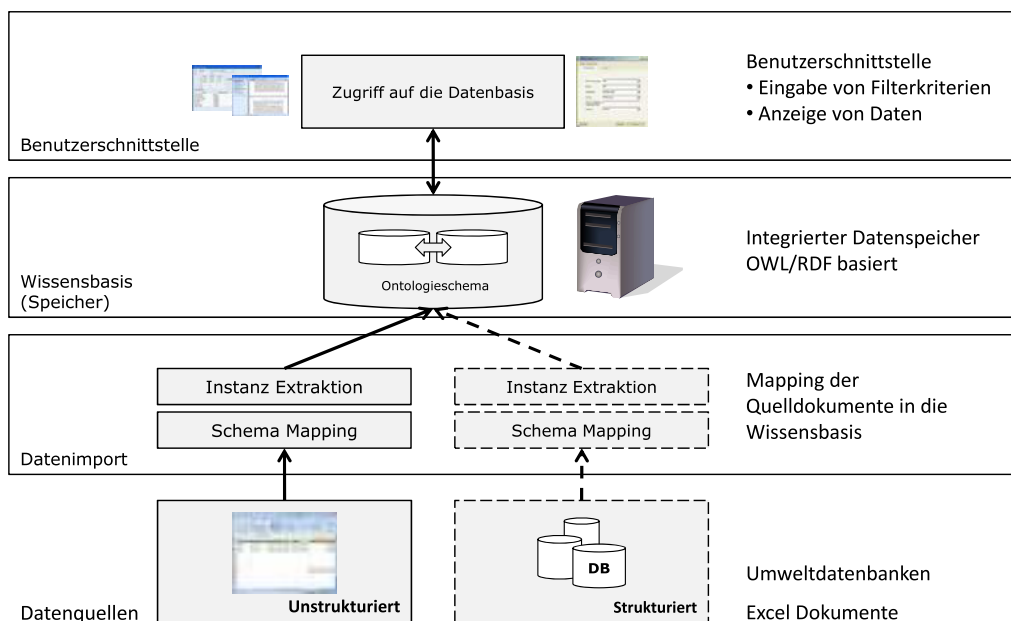 Zugriff auf die Datenbasis
Benutzerschnittstelle
Benutzerschnittstelle
• Eingabe von Filterkriterien
• Anzeige von Daten
Ontologieschema
Wissensbasis
(Speicher)
Integrierter Datenspeicher
OWL/RDF basiert
Instanz Extraktion
Schema Mapping
Instanz Extraktion
Schema Mapping
Datenimport
Mapping der
Quelldokumente in die
Wissensbasis
Unstrukturiert
DB
Strukturiert
Datenquellen
Umweltdatenbanken
Excel Dokumente